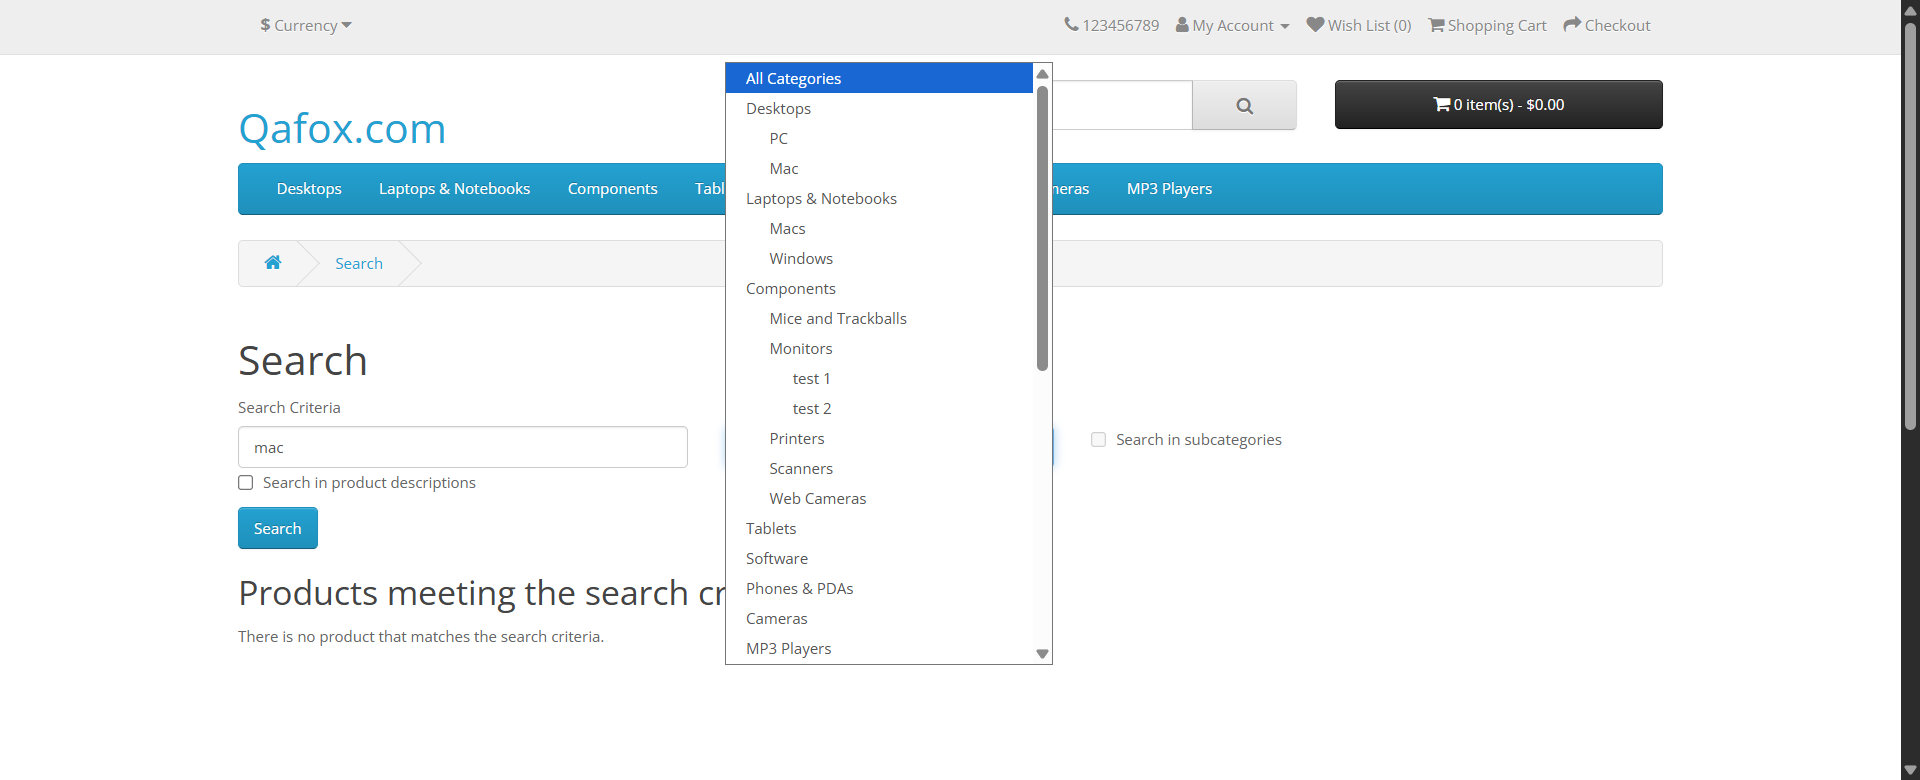 $ Currency
123456789 My Account Wish List (0) Shopping Cart Checkout
Qafox.com
0 item(s) - $0.00
Desktops Laptops & Notebooks Components Tabl
neras MP3 Players
Search
Search
Search Criteria
mac
Search in product descriptions
Search
Products meeting the search cr
There is no product that matches the search criteria.
All Categories
Desktops
PC
Mac
Laptops & Notebooks
Macs
Windows
Components
Mice and Trackballs
Monitors
test 1
test 2
Printers
Scanners
Web Cameras
Tablets
Software
Phones & PDAs
Cameras
MP3 Players
Search in subcategories